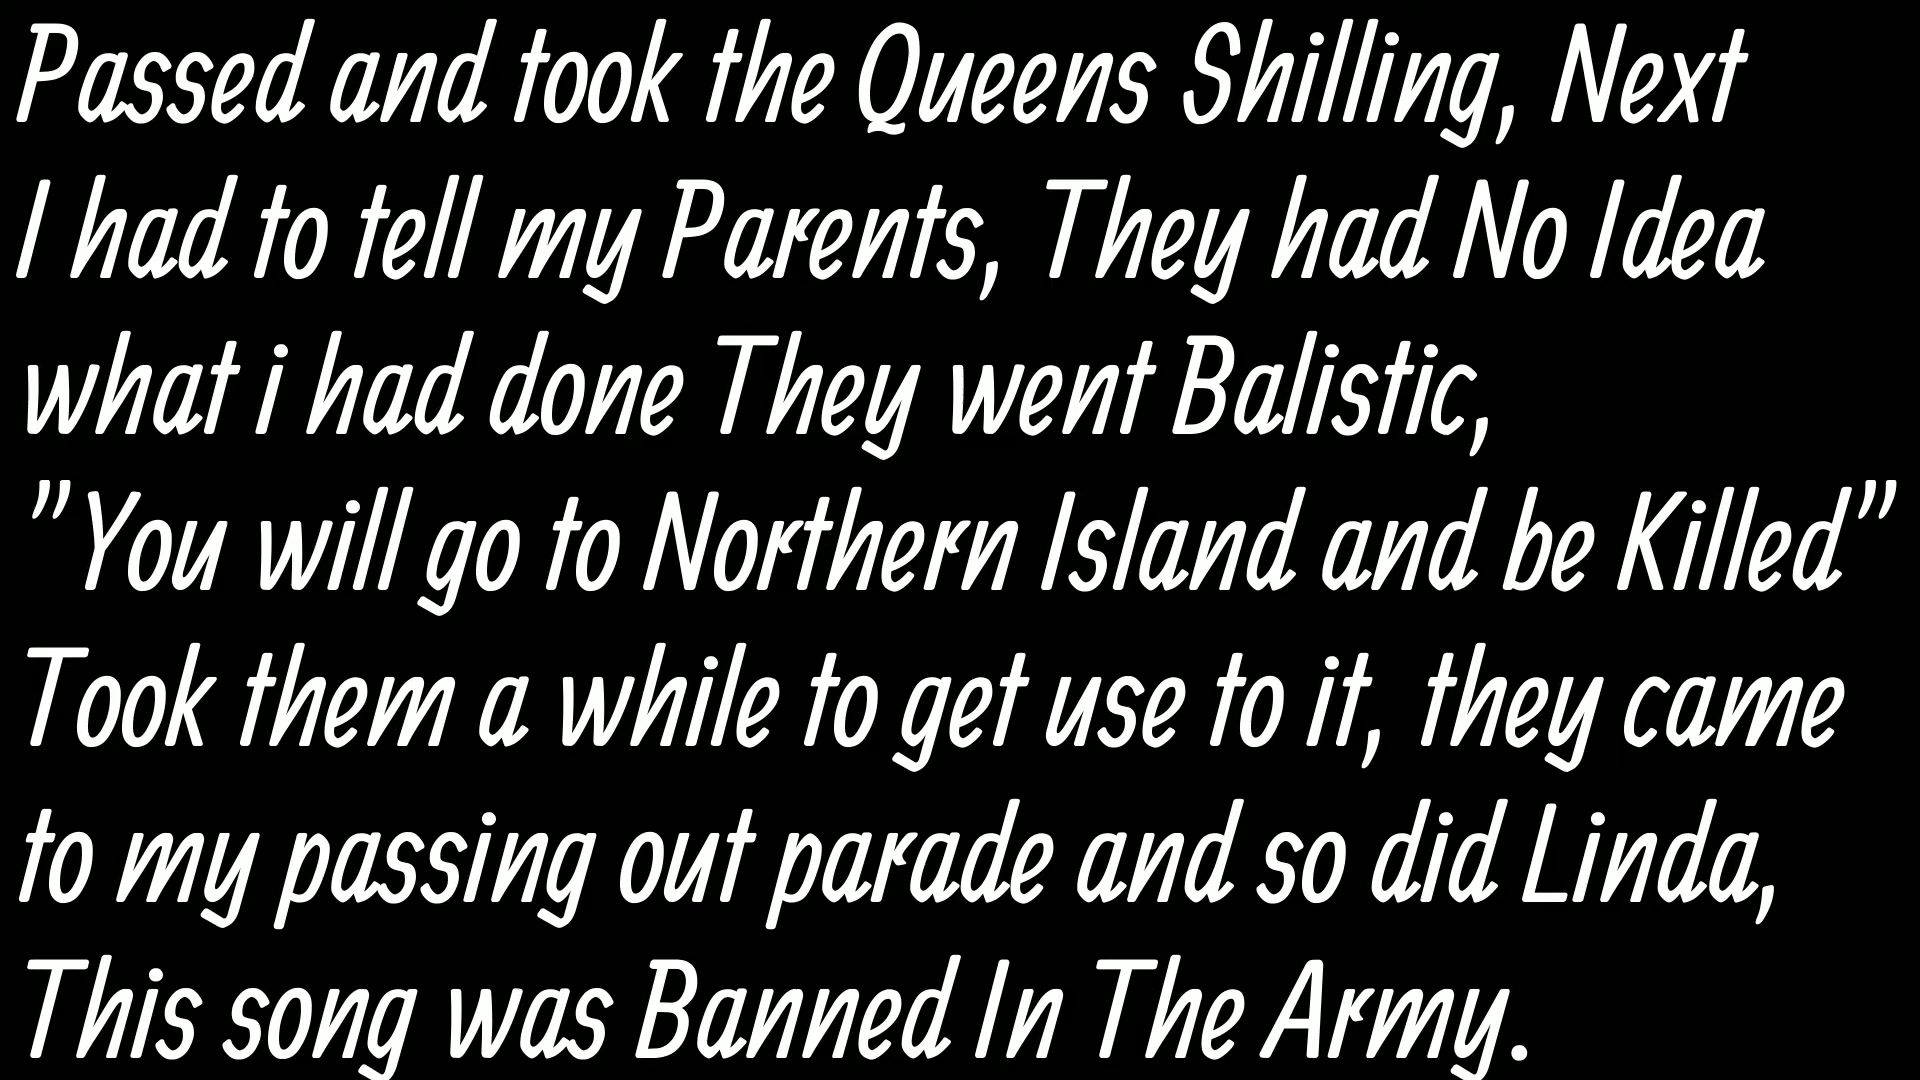 Passed and took the Queens Shilling, Next
I had to tell my Parents, They had No Idea
what i had done They went Balistic,
"You will go to Northern Island and be Killed"
Took them a while to get use to it, they came
to my passing out parade and so did Linda,
This song was Banned In The Army.